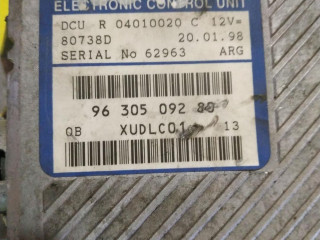 ELECTRONIC CONTROL UNIT
DCU R 04010020 C 12V=
80738D 20.01.98
SERIAL No 62963 ARG
96 305 092 80
QB XUDLC01 13